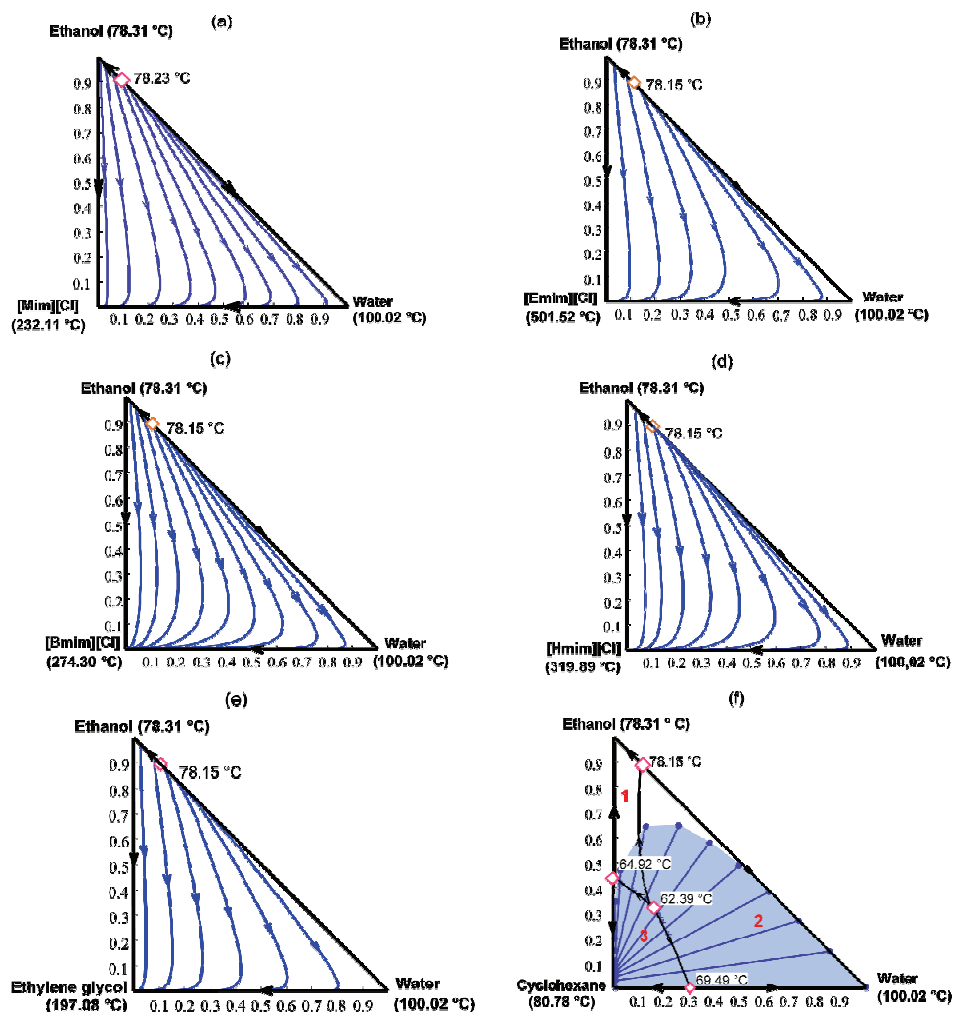 (a)
Ethanol (78.31 °C)
78.23 °C
0.9
0.8
0.7
0.6
0.5
0.4
0.3
0.2
0.1
[Mim][Cl]
(232.11 °C)
0.1 0.2 0.3 0.4 0.5 0.6 0.7 0.8 0.9
Water
(100.02 °C)
(b)
Ethanol (78.31 °C)
78.15 °C
0.9
0.8
0.7
0.6
0.5
0.4
0.3
0.2
0.1
[Emim][Cl]
(501.52 °C)
0.1 0.2 0.3 0.4 0.5 0.6 0.7 0.8 0.9
Water
(100.02 °C)
(c)
Ethanol (78.31 °C)
78.15 °C
0.9
0.8
0.7
0.6
0.5
0.4
0.3
0.2
0.1
[Bmim][Cl]
(274.30 °C)
0.1 0.2 0.3 0.4 0.5 0.6 0.7 0.8 0.9
Water
(100.02 °C)
(d)
Ethanol (78.31 °C)
78.15 °C
0.9
0.8
0.7
0.6
0.5
0.4
0.3
0.2
0.1
[Hmim][Cl]
(319.89 °C)
0.1 0.2 0.3 0.4 0.5 0.6 0.7 0.8 0.9
Water
(100,02 °C)
(e)
Ethanol (78.31 °C)
78.15 °C
0.9
0.8
0.7
0.6
0.5
0.4
0.3
0.2
0.1
Ethylene glycol
(197.08 °C)
0.1 0.2 0.3 0.4 0.5 0.6 0.7 0.8 0.9
Water
(100.02 °C)
(f)
Ethanol (78.31 ° C)
78.15 °C
0.9
0.8
0.7
0.6
0.5
0.4
0.3
0.2
0.1
1
64.92 °C
62.39 °C
2
3
69.49 °C
Cyclohexane
(80.78 °C)
0.1 0.2 0.3 0.4 0.5 0.6 0.7 0.8 0.9
Water
(100.02 °C)